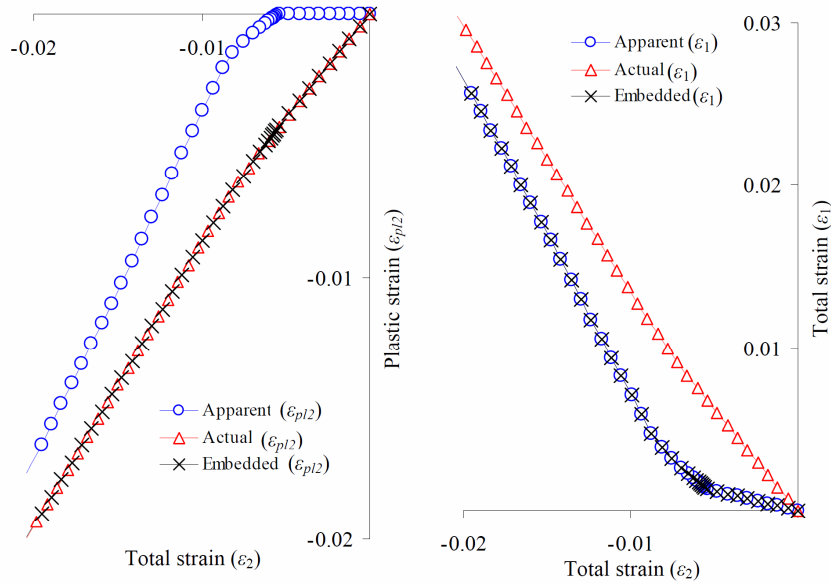 -0.02
-0.01
-0.01
-0.02
Plastic strain (εpl2)
Apparent (εpl2)
Actual (εpl2)
Embedded (εpl2)
Total strain (ε2)
0.03
0.02
0.01
Total strain (ε1)
Apparent (ε1)
Actual (ε1)
Embedded (ε1)
-0.02
-0.01
Total strain (ε2)